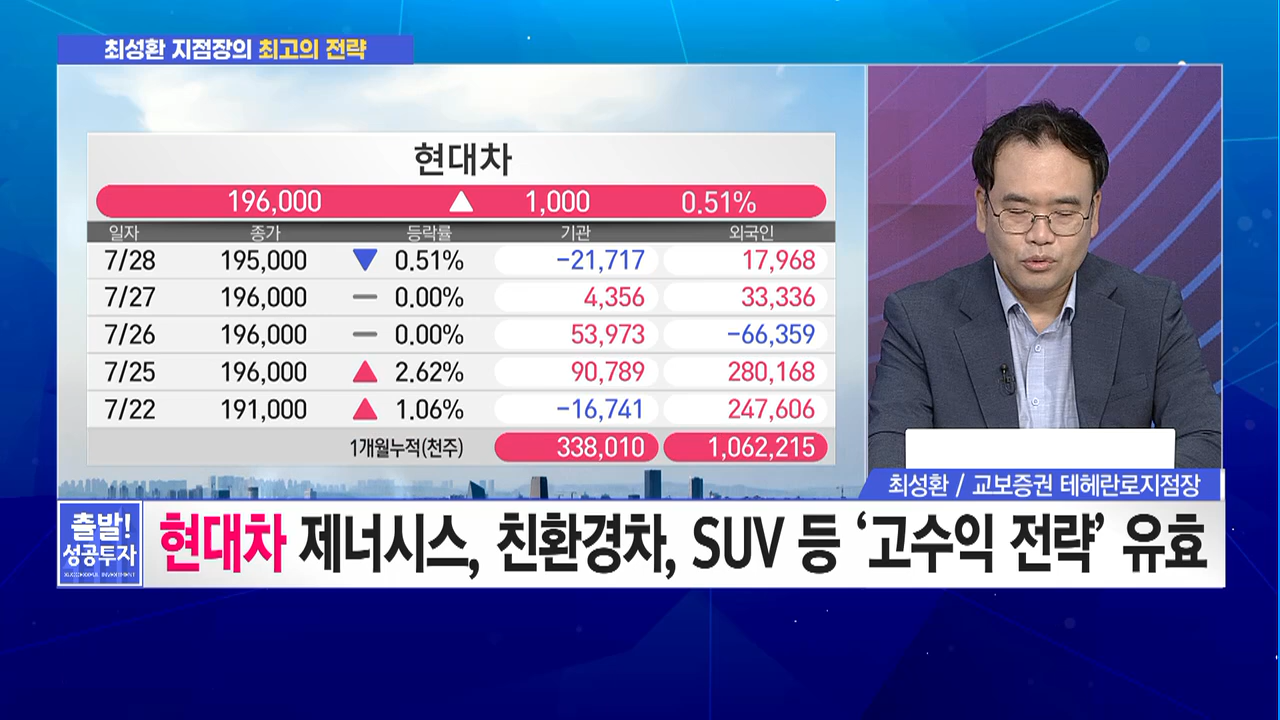 최성환 지점장의 최고의 전략
현대차
196,000 ▲ 1,000 0.51%
일자 종가 등락률 기관 외국인
7/28 195,000 ▼ 0.51% -21,717 17,968
7/27 196,000 — 0.00% 4,356 33,336
7/26 196,000 — 0.00% 53,973 -66,359
7/25 196,000 ▲ 2.62% 90,789 280,168
7/22 191,000 ▲ 1.06% -16,741 247,606
1개월누적(천주) 338,010 1,062,215
최성환 / 교보증권 테헤란로지점장
출발!
성공투자
현대차 제너시스, 친환경차, SUV 등 ‘고수익 전략’ 유효